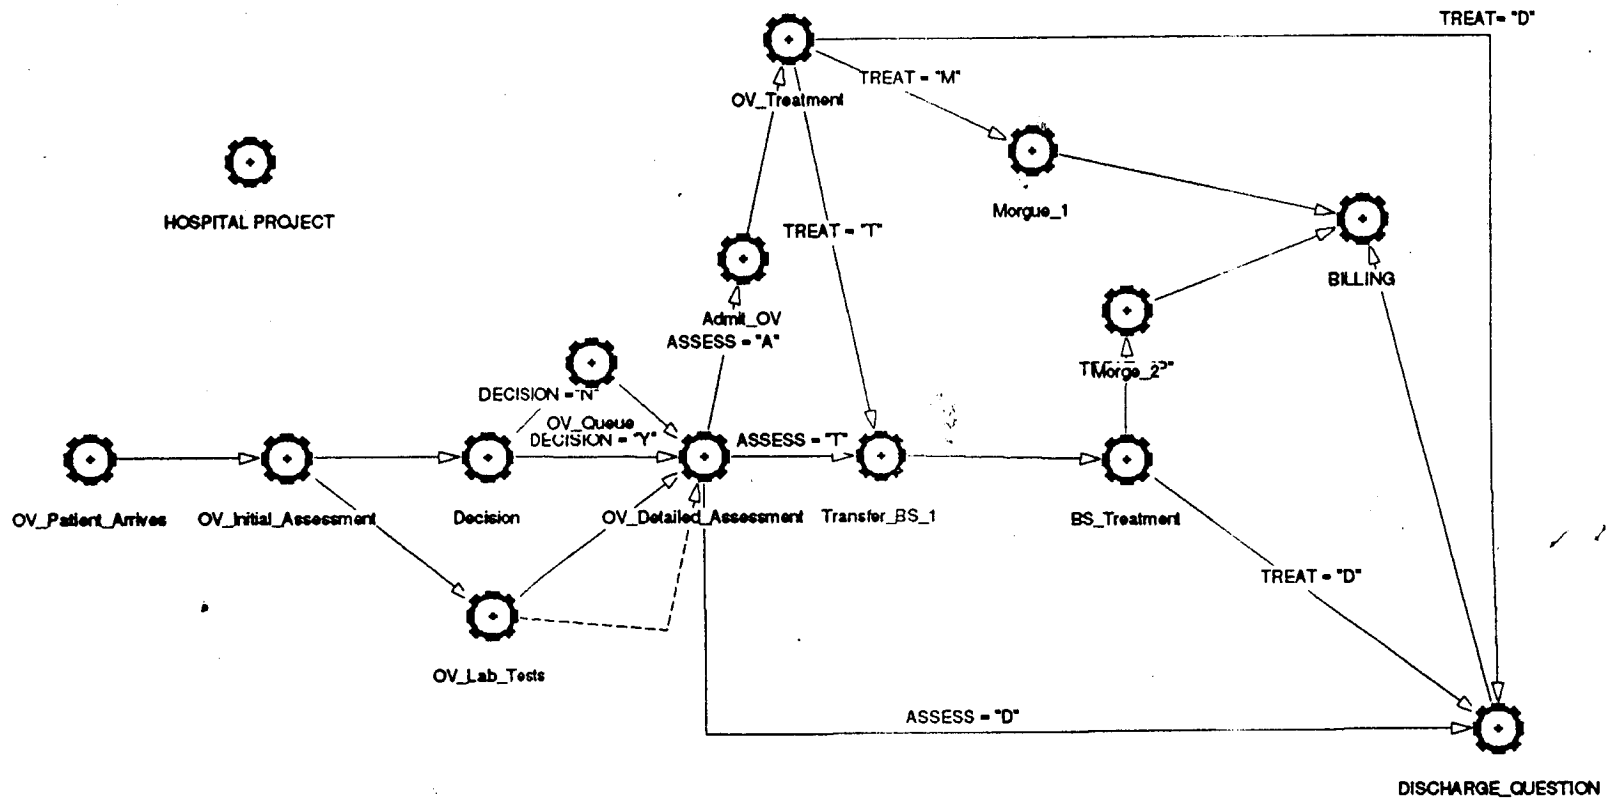 TREAT= "D"
TREAT = "M"
OV_Treatment
HOSPITAL PROJECT
Morgue_1
TREAT = "T"
BILLING
Admit_OV
ASSESS = "A"
Morge_2
DECISION = "N"
OV_Queue
DECISION = "Y"
ASSESS = "T"
OV_Patient_Arrives
OV_Initial_Assessment
Decision
OV_Detailed_Assessment
Transfer_BS_1
BS_Treatment
TREAT = "D"
OV_Lab_Tests
ASSESS = "D"
DISCHARGE_QUESTION